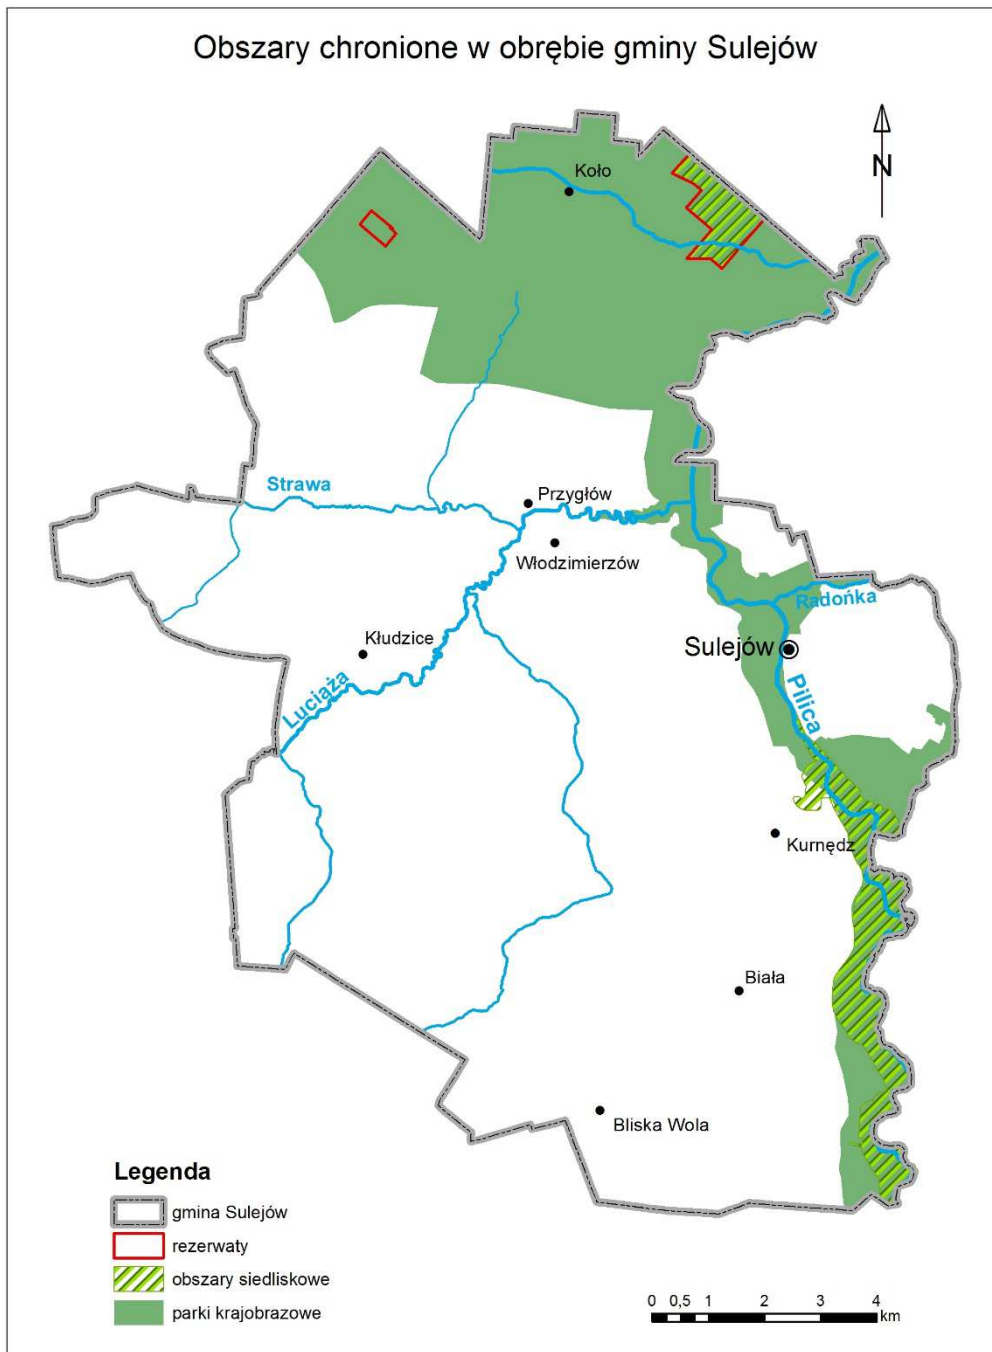 Obszary chronione w obrębie gminy Sulejów
N
Koło
Strawa
Przygłów
Włodzimierzów
Radońka
Kłudzice
Sulejów
Luciąża
Pilica
Kurnędz
Biała
Bliska Wola
Legenda
gmina Sulejów
rezerwaty
obszary siedliskowe
parki krajobrazowe
0 0,5 1 2 3 4
km